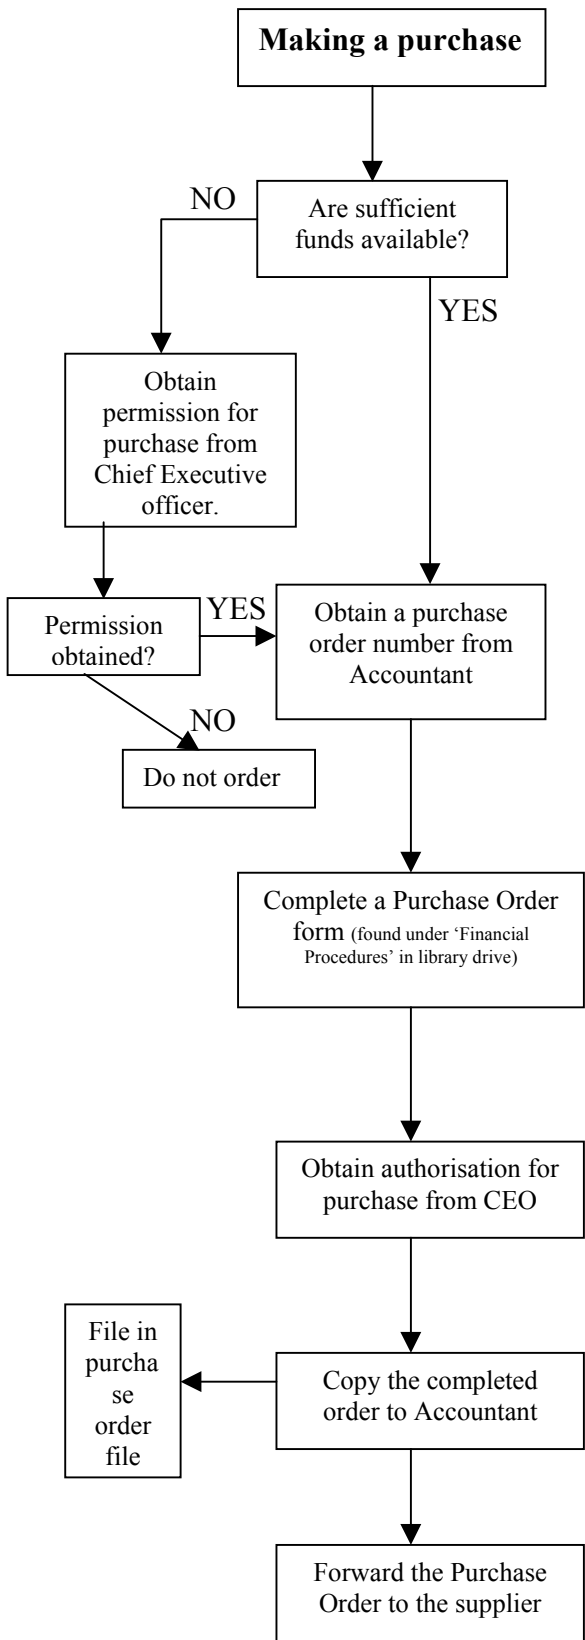 Making a purchase
NO
Are sufficient
funds available?
YES
Obtain
permission for
purchase from
Chief Executive
officer.
Permission
obtained?
YES
Obtain a purchase
order number from
Accountant
NO
Do not order
Complete a Purchase Order
form (found under ‘Financial
Procedures’ in library drive)
Obtain authorisation for
purchase from CEO
File in
purcha
se
order
file
Copy the completed
order to Accountant
Forward the Purchase
Order to the supplier